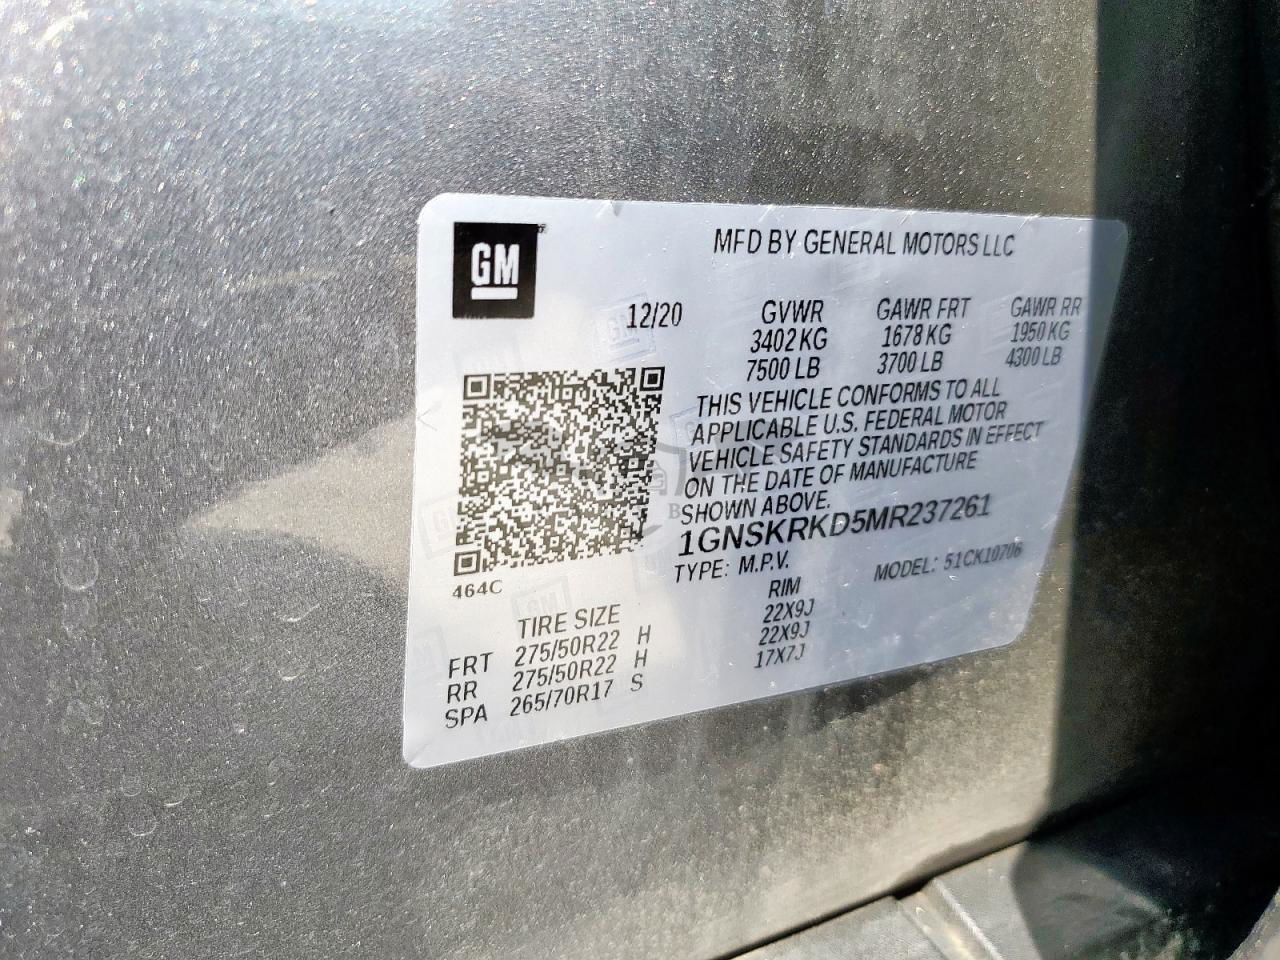 GM
MFD BY GENERAL MOTORS LLC
12/20
GVWR GAWR FRT GAWR RR
3402 KG 1678 KG 1950 KG
7500 LB 3700 LB 4300 LB
THIS VEHICLE CONFORMS TO ALL
APPLICABLE U.S. FEDERAL MOTOR
VEHICLE SAFETY STANDARDS IN EFFECT
ON THE DATE OF MANUFACTURE
SHOWN ABOVE.
1GNSKRKD5MR237261
TYPE: M.P.V. MODEL: 51CK10706
464C
TIRE SIZE RIM
FRT 275/50R22 H 22X9J
RR 275/50R22 H 22X9J
SPA 265/70R17 S 17X7J